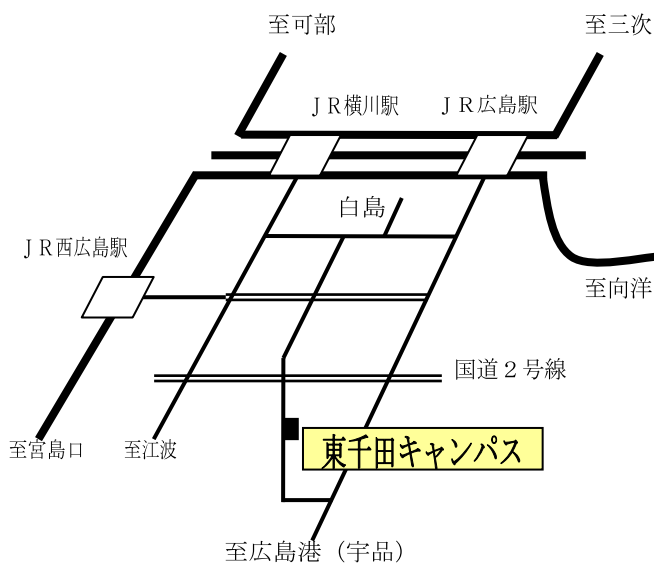 至可部
至三次
ＪＲ横川駅
ＪＲ広島駅
白島
ＪＲ西広島駅
至向洋
国道２号線
東千田キャンパス
至宮島口
至江波
至広島港（宇品）